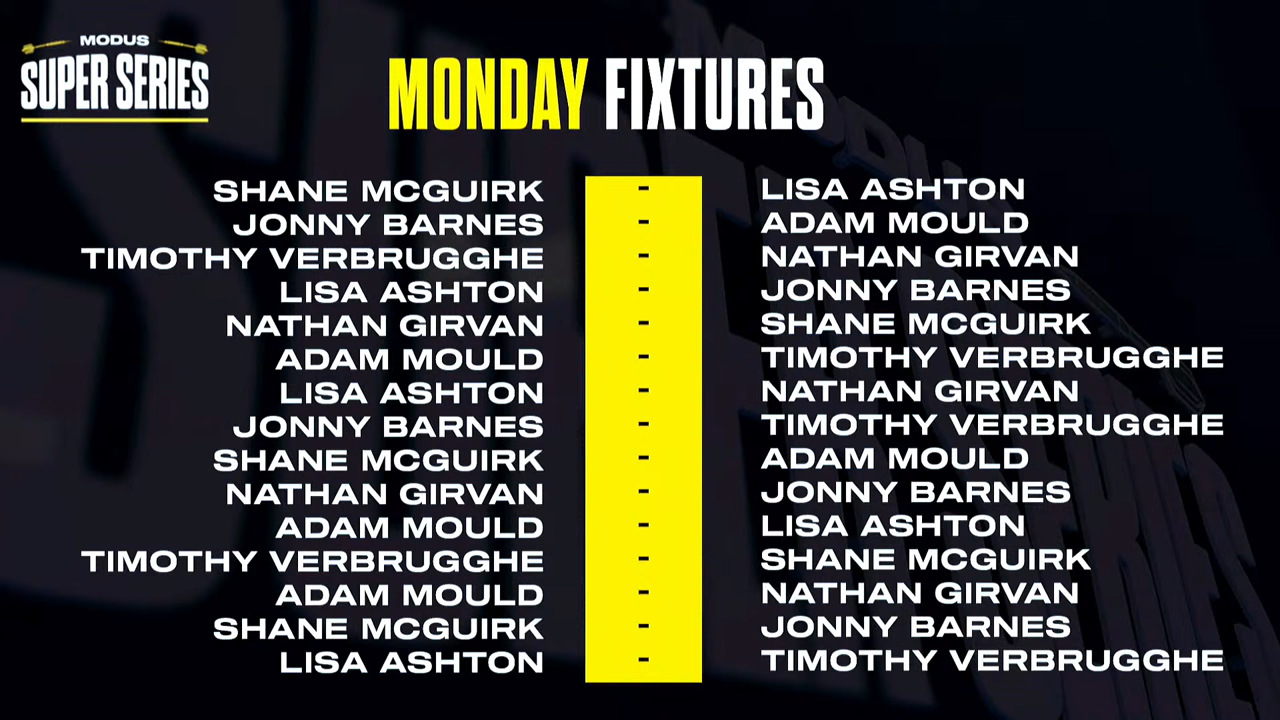 MODUS
SUPER SERIES
MONDAY FIXTURES
SHANE MCGUIRK - LISA ASHTON
JONNY BARNES - ADAM MOULD
TIMOTHY VERBRUGGHE - NATHAN GIRVAN
LISA ASHTON - JONNY BARNES
NATHAN GIRVAN - SHANE MCGUIRK
ADAM MOULD - TIMOTHY VERBRUGGHE
LISA ASHTON - NATHAN GIRVAN
JONNY BARNES - TIMOTHY VERBRUGGHE
SHANE MCGUIRK - ADAM MOULD
NATHAN GIRVAN - JONNY BARNES
ADAM MOULD - LISA ASHTON
TIMOTHY VERBRUGGHE - SHANE MCGUIRK
ADAM MOULD - NATHAN GIRVAN
SHANE MCGUIRK - JONNY BARNES
LISA ASHTON - TIMOTHY VERBRUGGHE